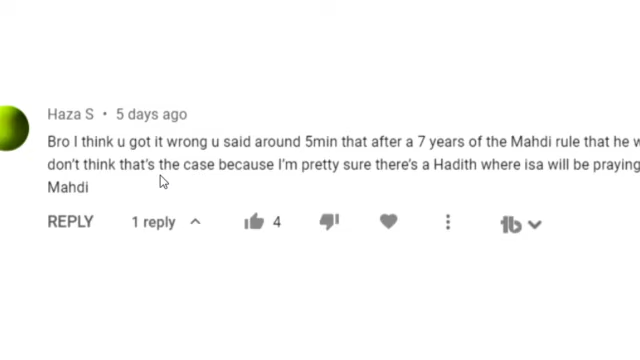 Haza S • 5 days ago
Bro I think u got it wrong u said around 5min that after a 7 years of the Mahdi rule that he
don't think that's the case because I'm pretty sure there's a Hadith where isa will be praying
Mahdi
REPLY 1 reply 4